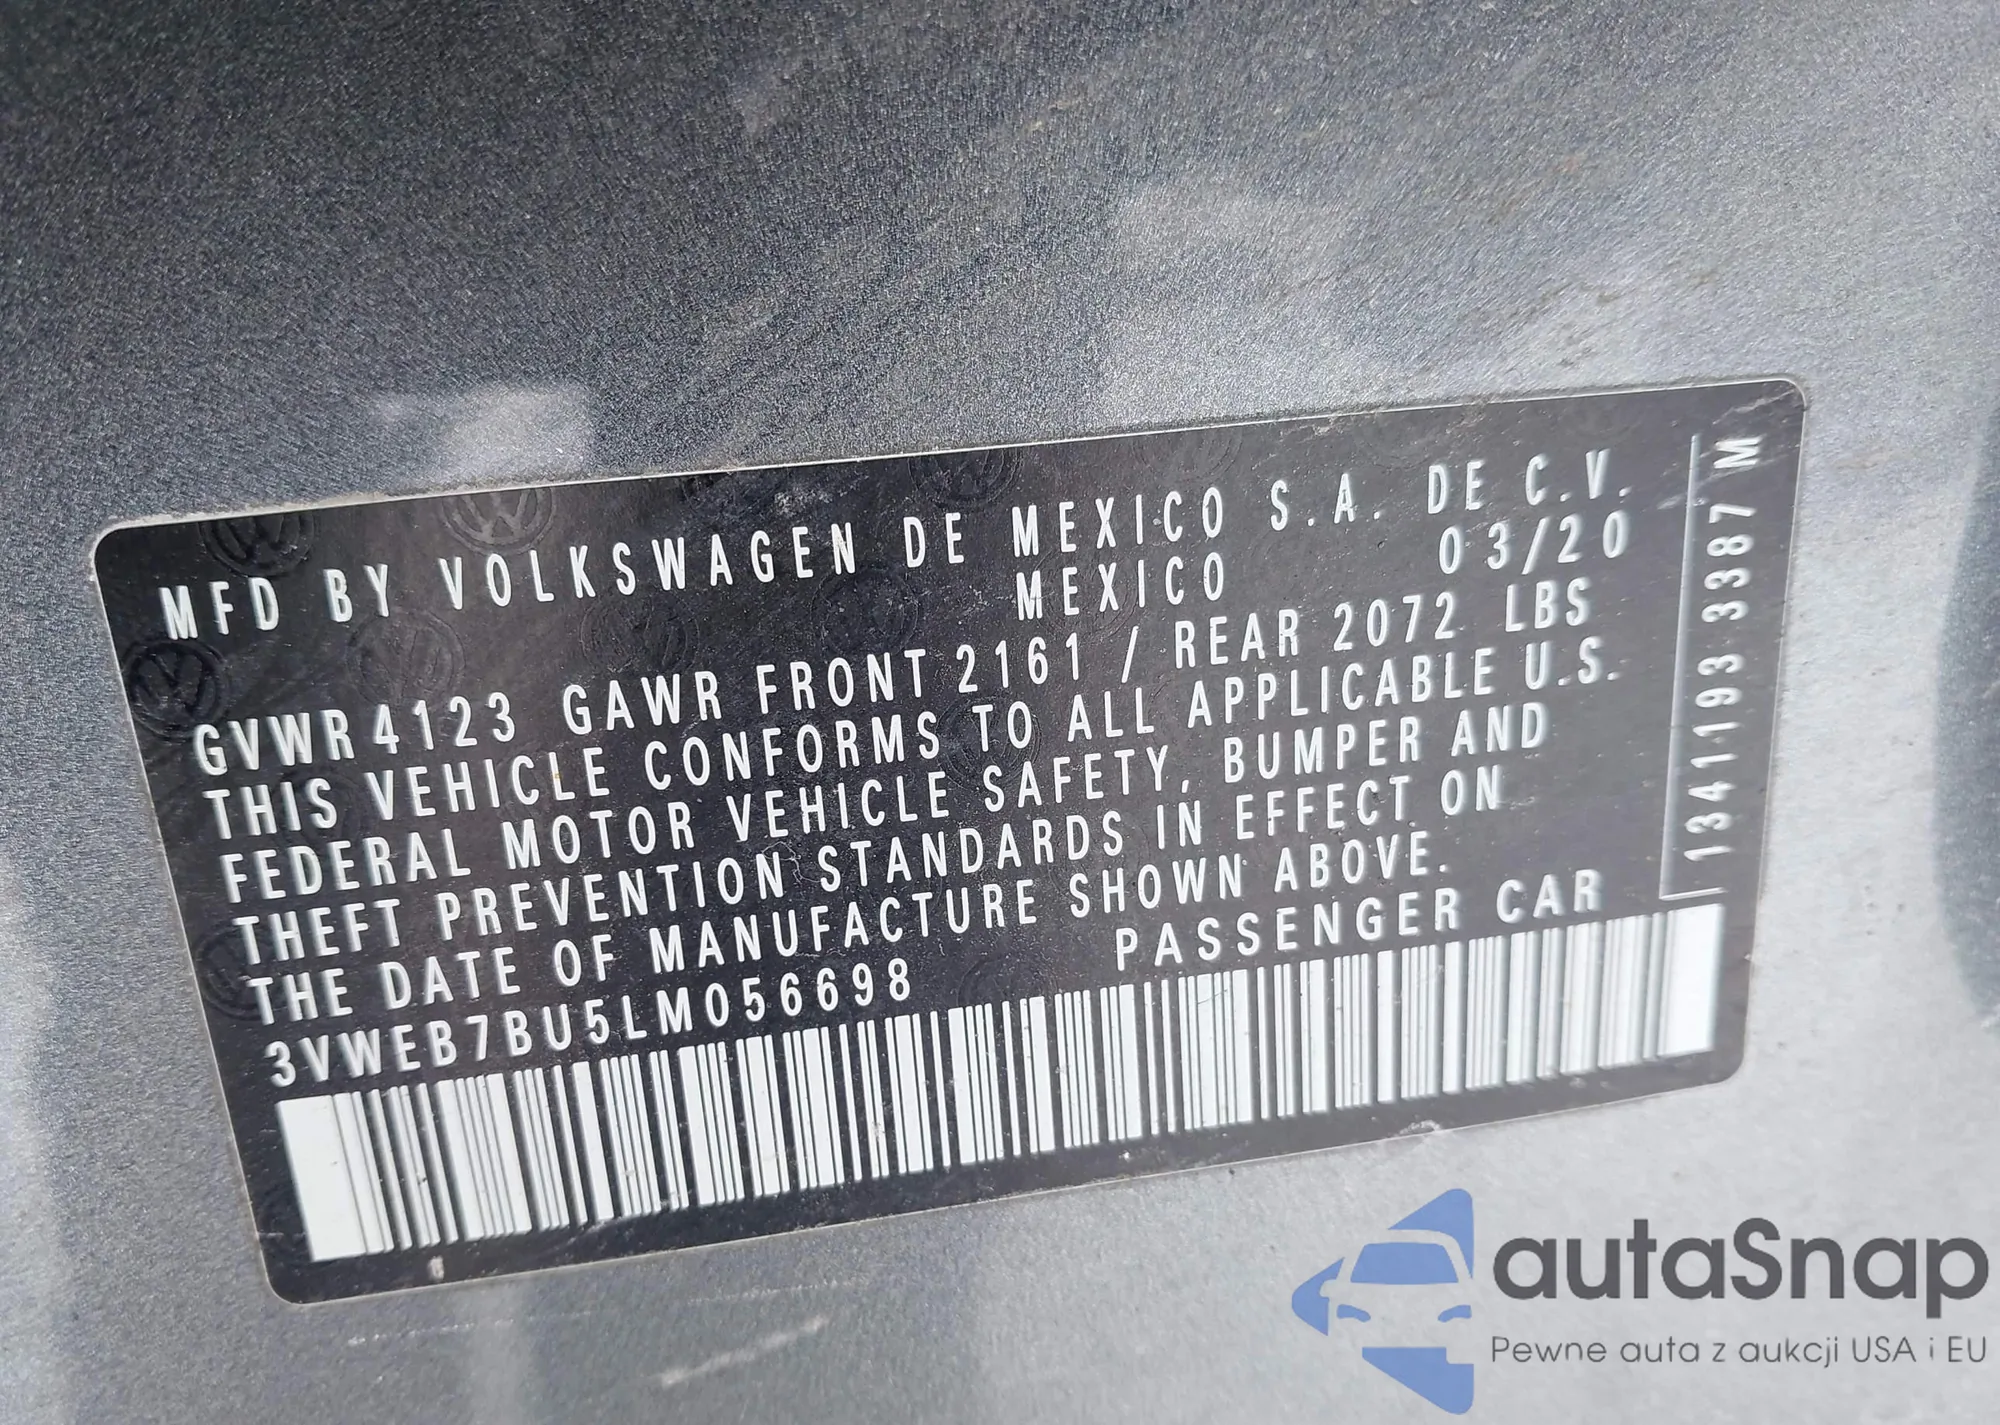 MFD BY VOLKSWAGEN DE MEXICO S.A. DE C.V.
MEXICO 03/20
GVWR 4123 GAWR FRONT 2161 / REAR 2072 LBS
THIS VEHICLE CONFORMS TO ALL APPLICABLE U.S.
FEDERAL MOTOR VEHICLE SAFETY, BUMPER AND
THEFT PREVENTION STANDARDS IN EFFECT ON
THE DATE OF MANUFACTURE SHOWN ABOVE.
3VWEB7BU5LM056698 PASSENGER CAR
1341193 3387 M
autaSnap
Pewne auta z aukcji USA i EU